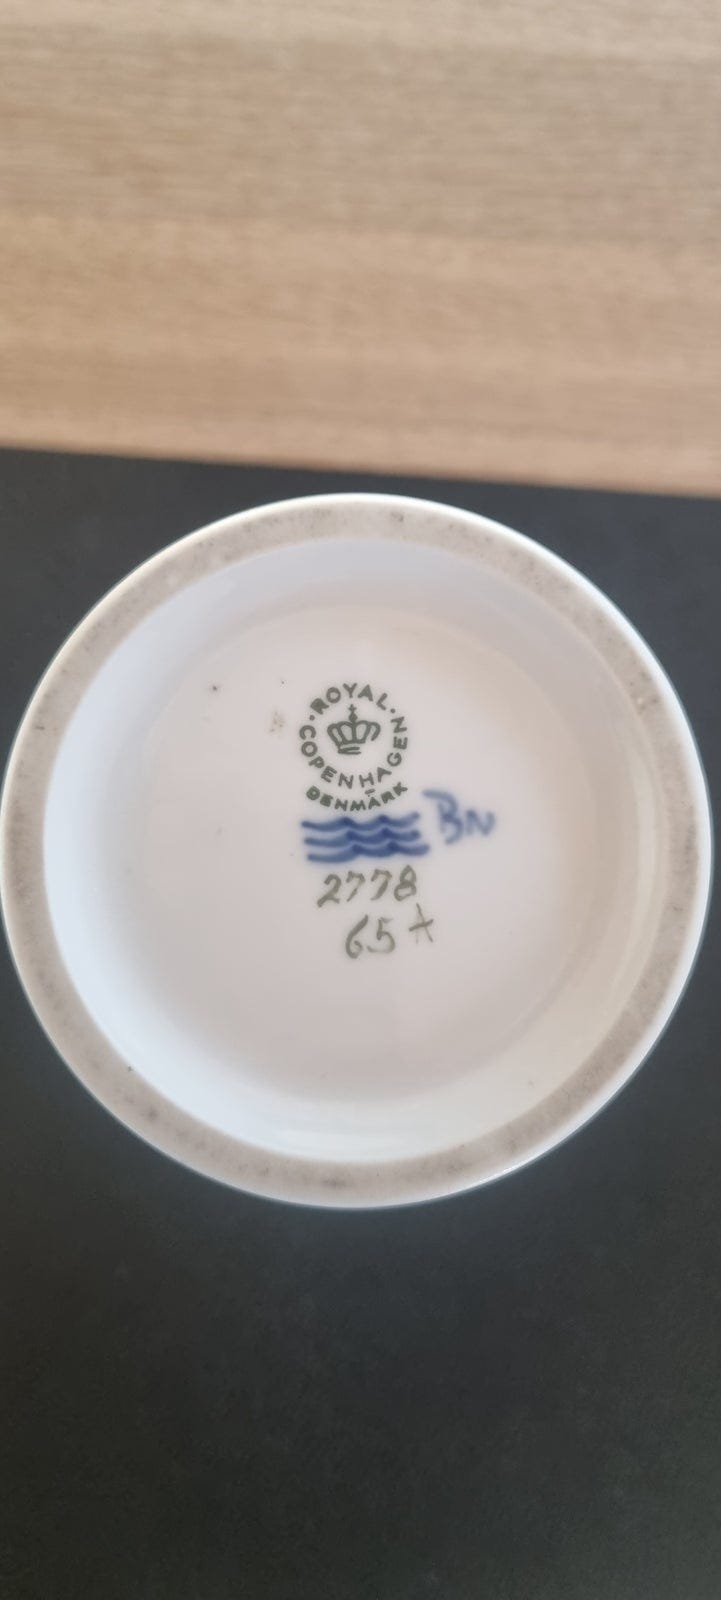 ROYAL
COPENHAGEN
DENMARK
BN
2778
65 A